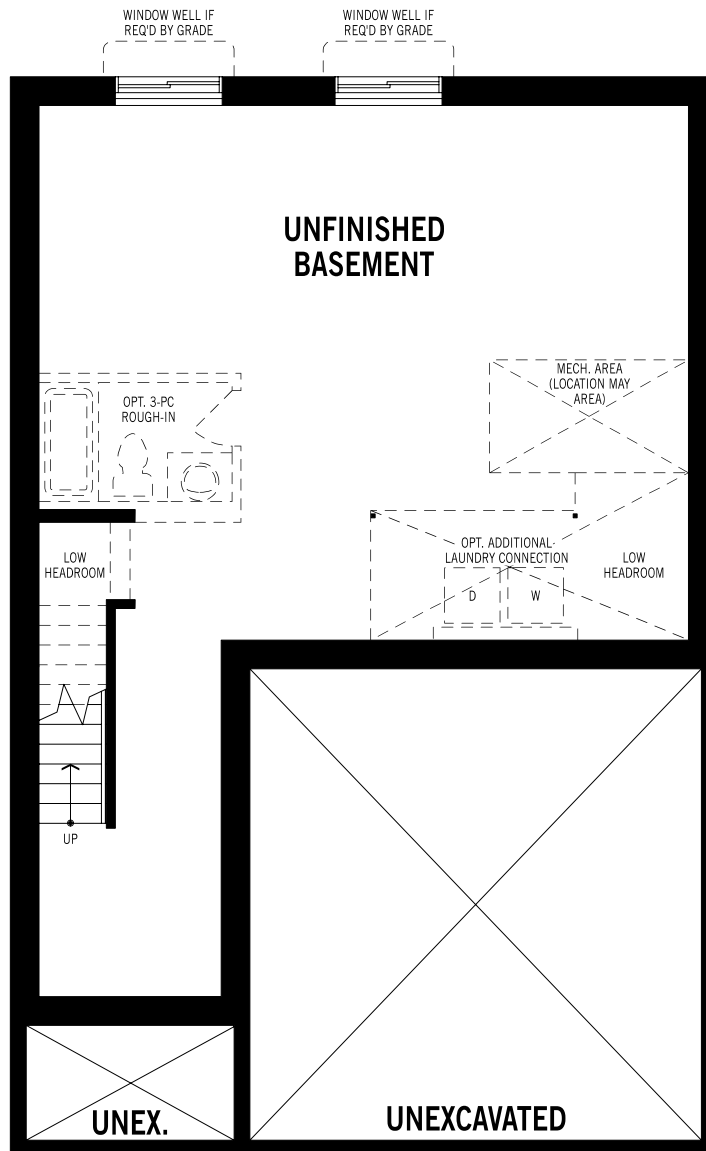 WINDOW WELL IF
REQ'D BY GRADE
WINDOW WELL IF
REQ'D BY GRADE
UNFINISHED
BASEMENT
MECH. AREA
(LOCATION MAY
AREA)
OPT. 3-PC
ROUGH-IN
OPT. ADDITIONAL
LAUNDRY CONNECTION
LOW
HEADROOM
LOW
HEADROOM
D
W
UP
UNEX.
UNEXCAVATED